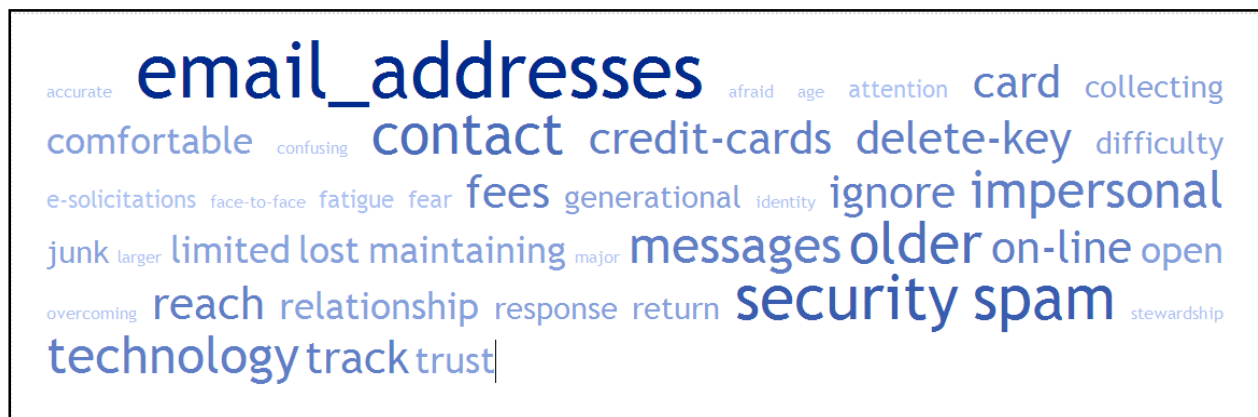 accurate email_addresses afraid age attention card collecting
comfortable confusing contact credit-cards delete-key difficulty
e-solicitations face-to-face fatigue fear fees generational identity ignore impersonal
junk larger limited lost maintaining major messages older on-line open
overcoming reach relationship response return security spam stewardship
technology track trust